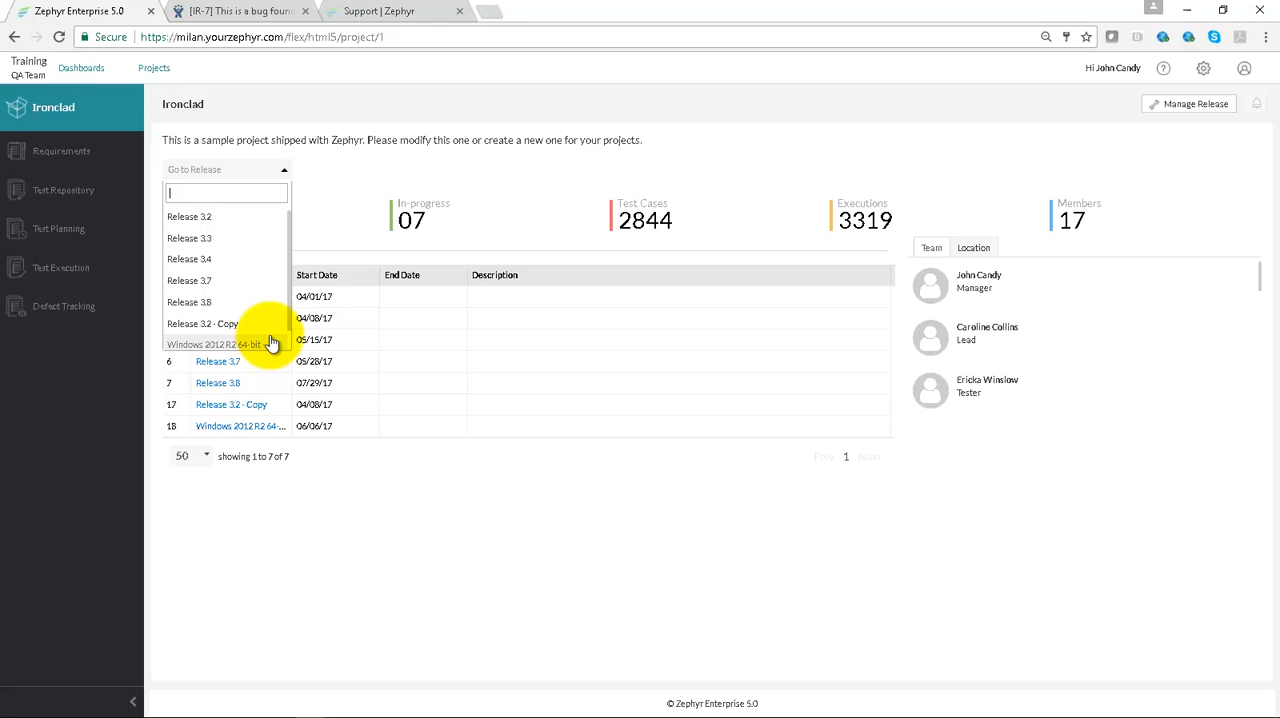 Zephyr Enterprise 5.0
[IR-7] This is a bug foun
Support | Zephyr
Secure
https://milan.yourzephyr.com/flex/html5/project/1
Training
QA Team
Dashboards
Projects
Hi John Candy
Ironclad
Requirements
Test Repository
Test Planning
Test Execution
Defect Tracking
Ironclad
Manage Release
This is a sample project shipped with Zephyr. Please modify this one or create a new one for your projects.
Go to Release
Release 3.2
Release 3.3
Release 3.4
Release 3.7
Release 3.8
Release 3.2 - Copy
Windows 2012 R2 64-bit
In-progress
07
Test Cases
2844
Executions
3319
Members
17
Start Date End Date Description
04/01/17
04/08/17
05/15/17
6 Release 3.7 05/28/17
7 Release 3.8 07/29/17
17 Release 3.2 - Copy 04/08/17
18 Windows 2012 R2 64-... 06/06/17
50 showing 1 to 7 of 7
Prev 1 Next
Team Location
John Candy
Manager
Caroline Collins
Lead
Ericka Winslow
Tester
© Zephyr Enterprise 5.0